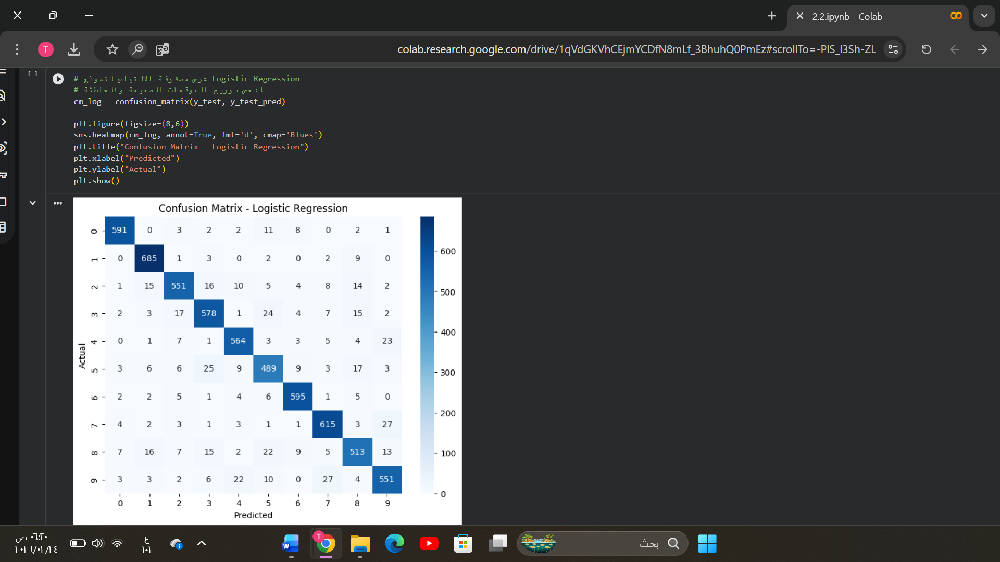 2.2.ipynb - Colab
T
colab.research.google.com/drive/1qVdGKVhCEjmYCDfN8mLf_3BhuhQ0PmEz#scrollTo=-PlS_l3Sh-ZL
[ ]
# عرض مصفوفة الالتباس لنموذج Logistic Regression
# لفحص توزيع التوقعات الصحيحة والخاطئة
cm_log = confusion_matrix(y_test, y_test_pred)
plt.figure(figsize=(8,6))
sns.heatmap(cm_log, annot=True, fmt='d', cmap='Blues')
plt.title("Confusion Matrix - Logistic Regression")
plt.xlabel("Predicted")
plt.ylabel("Actual")
plt.show()
Confusion Matrix - Logistic Regression
0 591 0 3 2 2 11 8 0 2 1
1 0 685 1 3 0 2 0 2 9 0
2 1 15 551 16 10 5 4 8 14 2
3 2 3 17 578 1 24 4 7 15 2
4 0 1 7 1 564 3 3 5 4 23
5 3 6 6 25 9 489 9 3 17 3
6 2 2 5 1 4 6 595 1 5 0
7 4 2 3 1 3 1 1 615 3 27
8 7 16 7 15 2 22 9 5 513 13
9 3 3 2 6 22 10 0 27 4 551
0 1 2 3 4 5 6 7 8 9
Predicted
Actual
600
500
400
300
200
100
0
٠٦:٢٠ ص
٢٠٢٦/٠٢/٢٤
ع
١٠١
W
T
بحث